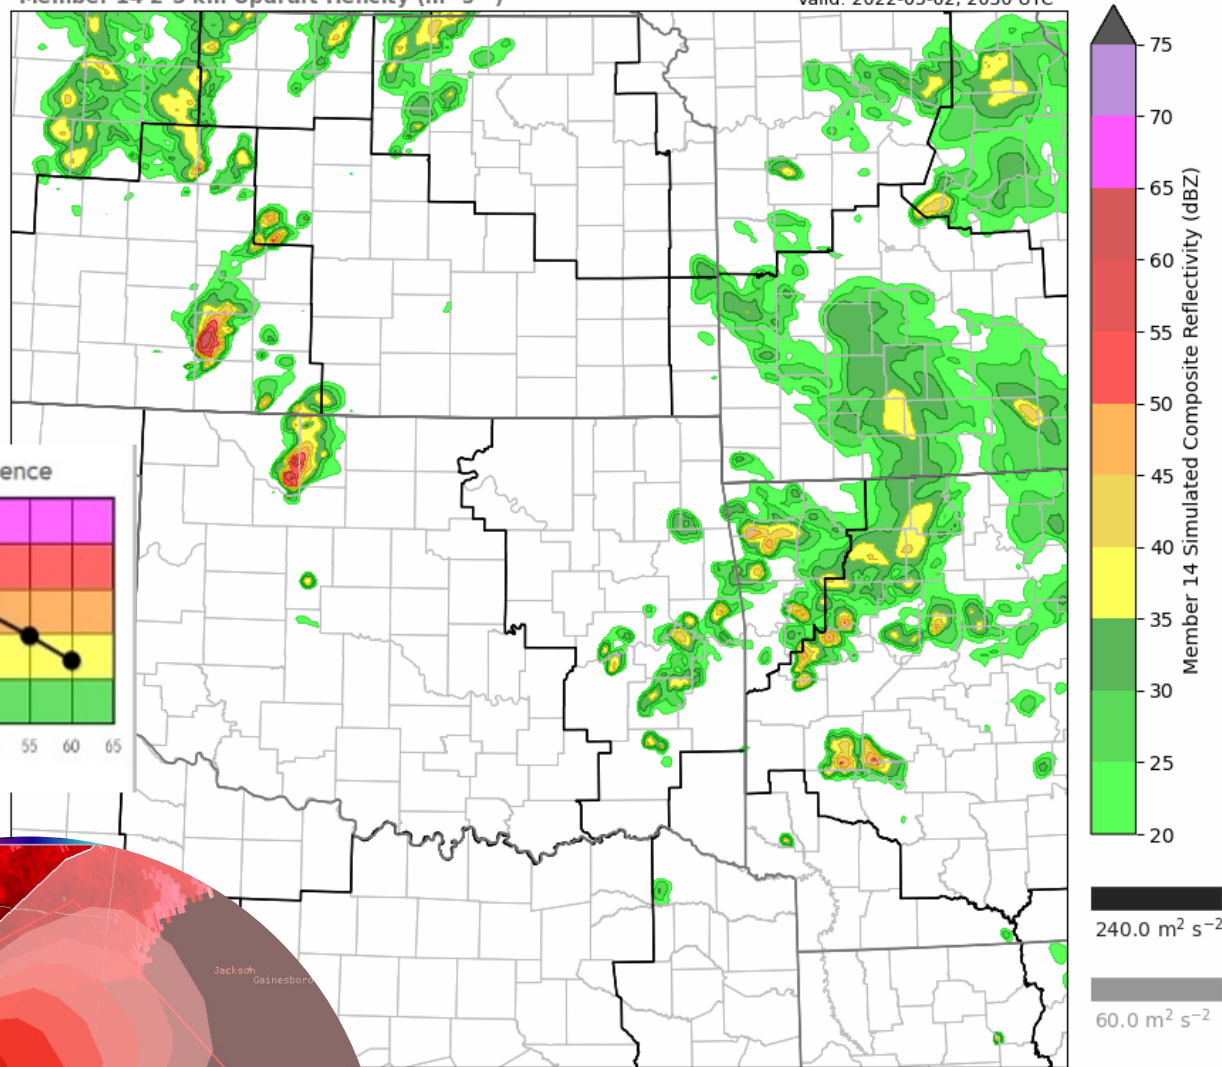 Member 14 2-5 km Updraft Helicity (m² s⁻²)
Valid: 2022-05-02, 2030 UTC
75
70
65
60
55
50
45
40
35
30
25
20
Member 14 Simulated Composite Reflectivity (dBZ)
240.0 m² s⁻²
60.0 m² s⁻²
ence
55 60 65
Jackson
Gainesboro